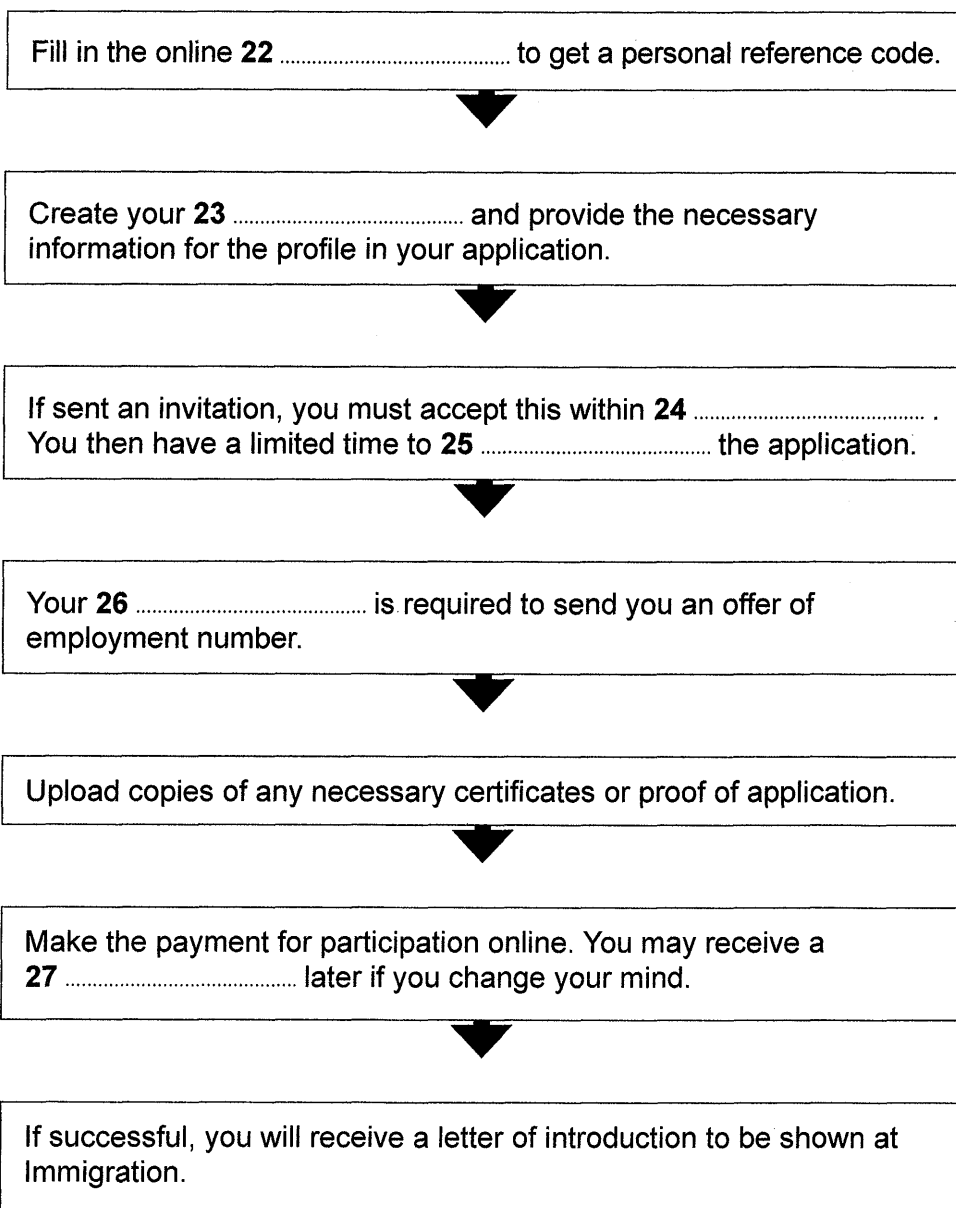 Fill in the online 22 ........................................ to get a personal reference code.
Create your 23 ........................................ and provide the necessary
information for the profile in your application.
If sent an invitation, you must accept this within 24 ........................................ .
You then have a limited time to 25 ........................................ the application.
Your 26 ........................................ is required to send you an offer of
employment number.
Upload copies of any necessary certificates or proof of application.
Make the payment for participation online. You may receive a
27 ........................................ later if you change your mind.
If successful, you will receive a letter of introduction to be shown at
Immigration.